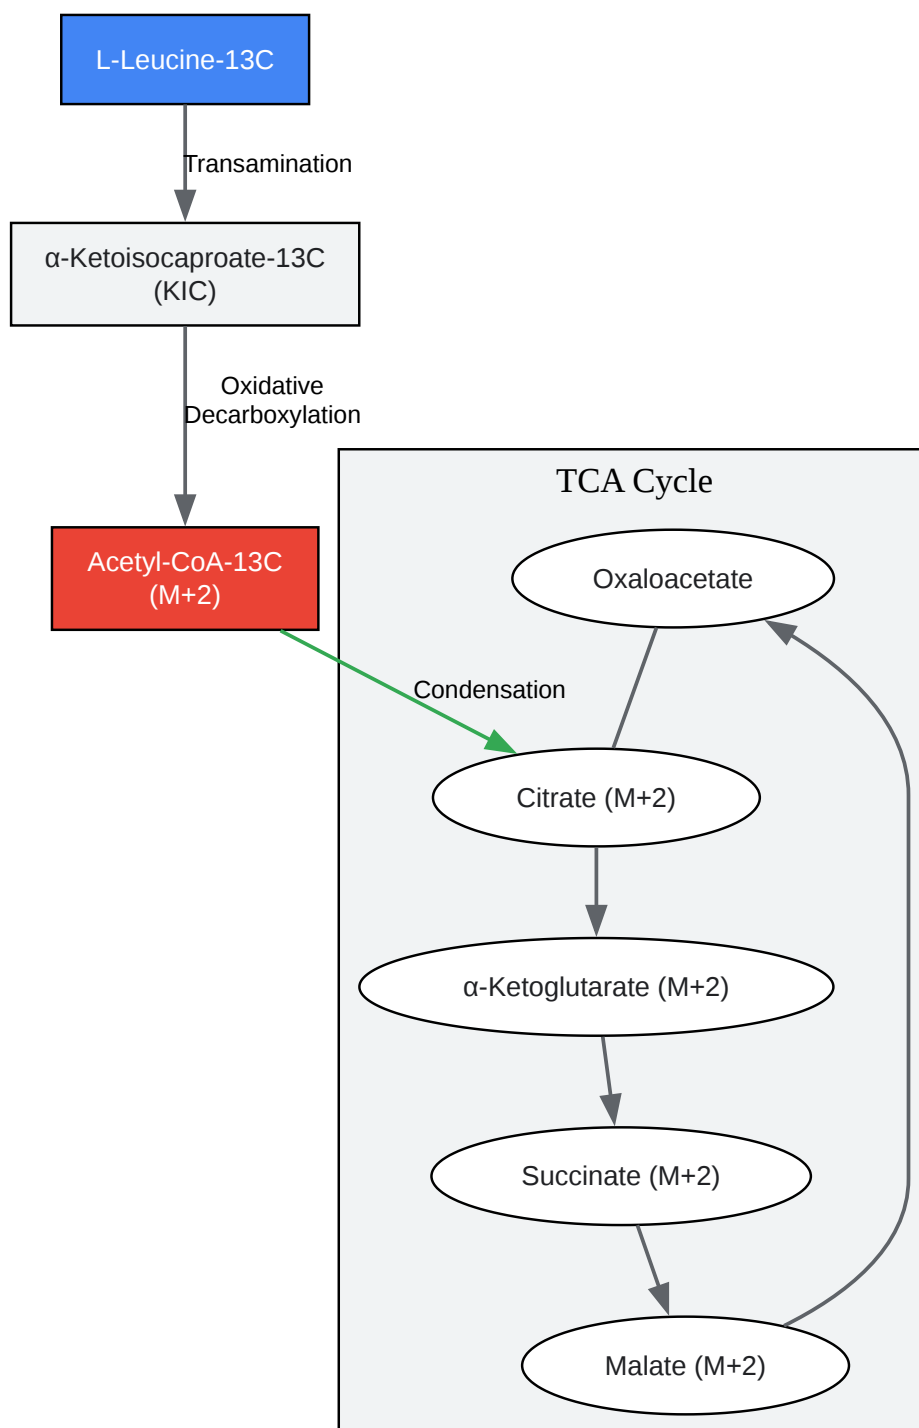 L-Leucine-13C
Transamination
α-Ketoisocaproate-13C
(KIC)
Oxidative
Decarboxylation
TCA Cycle
Acetyl-CoA-13C
(M+2)
Oxaloacetate
Condensation
Citrate (M+2)
α-Ketoglutarate (M+2)
Succinate (M+2)
Malate (M+2)